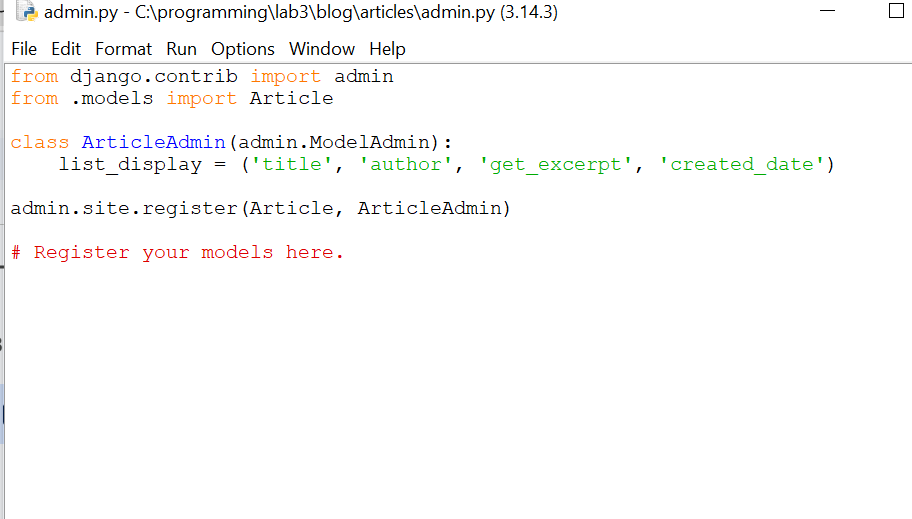 admin.py - C:\programming\lab3\blog\articles\admin.py (3.14.3)
File Edit Format Run Options Window Help
from django.contrib import admin
from .models import Article
class ArticleAdmin(admin.ModelAdmin):
    list_display = ('title', 'author', 'get_excerpt', 'created_date')
admin.site.register(Article, ArticleAdmin)
# Register your models here.